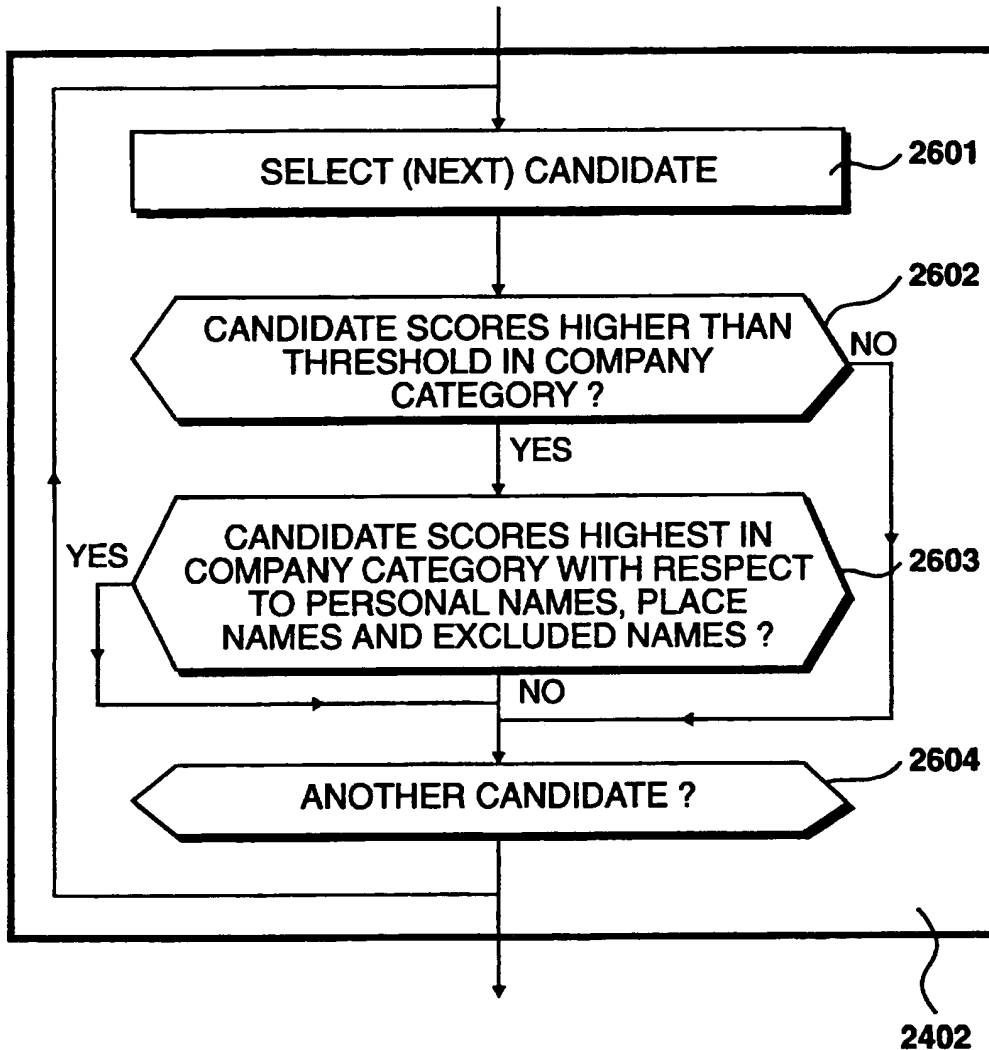 SELECT (NEXT) CANDIDATE
2601
2602
CANDIDATE SCORES HIGHER THAN
THRESHOLD IN COMPANY
CATEGORY ?
NO
YES
CANDIDATE SCORES HIGHEST IN
COMPANY CATEGORY WITH RESPECT
TO PERSONAL NAMES, PLACE
NAMES AND EXCLUDED NAMES ?
YES
2603
NO
2604
ANOTHER CANDIDATE ?
2402